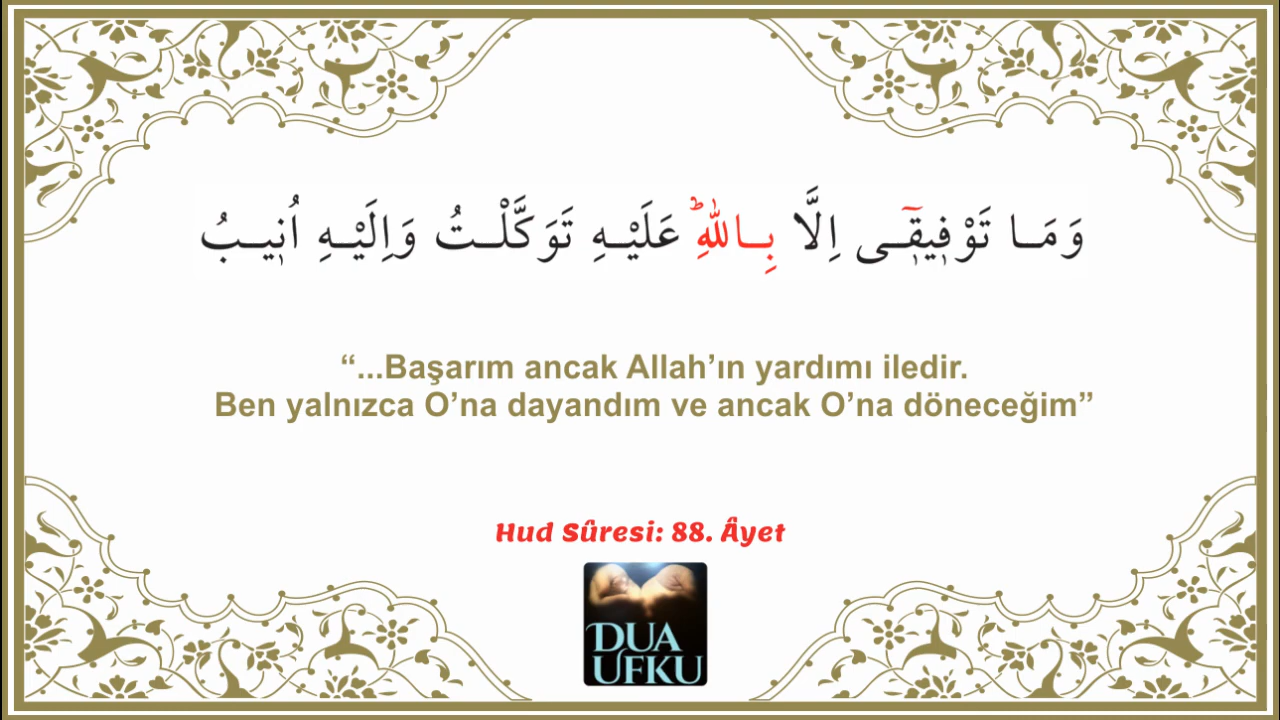 وَمَا تَوْفٖيقٖٓى اِلَّا بِاللّٰهِؕ عَلَيْهِ تَوَكَّلْتُ وَاِلَيْهِ اُنٖيبُ
“...Başarım ancak Allah’ın yardımı iledir.
Ben yalnızca O’na dayandım ve ancak O’na döneceğim”
Hud Sûresi: 88. Âyet
DUA
UFKU